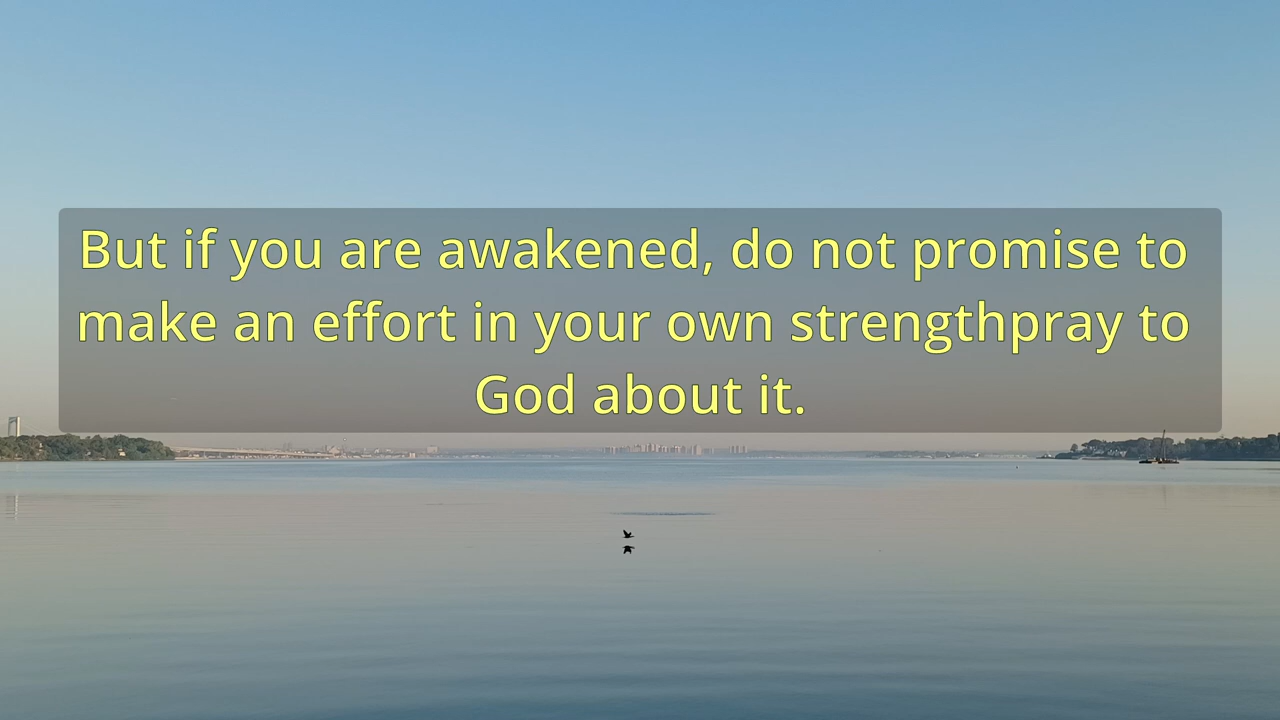 But if you are awakened, do not promise to
make an effort in your own strengthpray to
God about it.